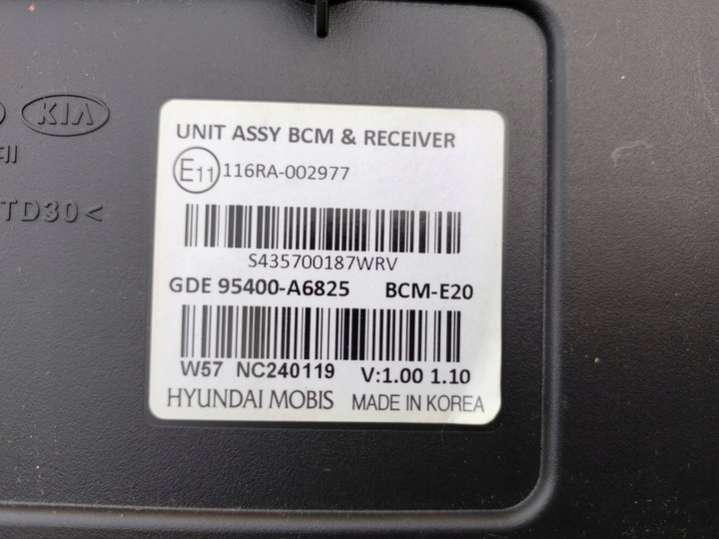 KIA
TD30<
UNIT ASSY BCM & RECEIVER
E11 116RA-002977
S435700187WRV
GDE 95400-A6825 BCM-E20
W57 NC240119 V:1.00 1.10
HYUNDAI MOBIS MADE IN KOREA